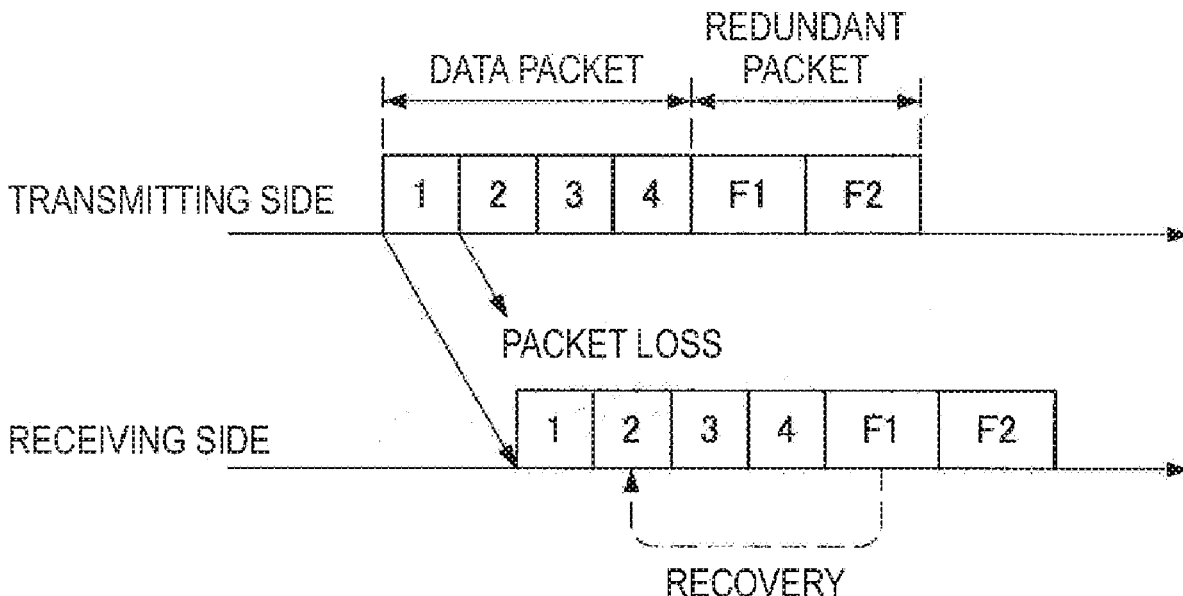 REDUNDANT
DATA PACKET PACKET
TRANSMITTING SIDE 1 2 3 4 F1 F2
PACKET LOSS
RECEIVING SIDE 1 2 3 4 F1 F2
RECOVERY